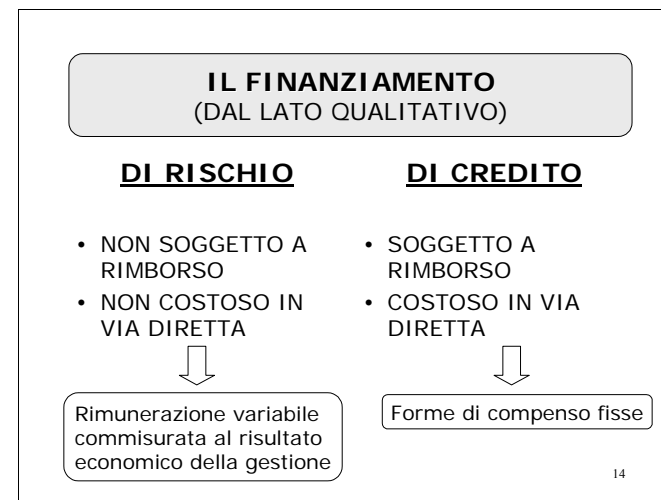 IL FINANZIAMENTO
(DAL LATO QUALITATIVO)
DI RISCHIO
• NON SOGGETTO A
RIMBORSO
• NON COSTOSO IN
VIA DIRETTA
Rimunerazione variabile
commisurata al risultato
economico della gestione
DI CREDITO
• SOGGETTO A
RIMBORSO
• COSTOSO IN VIA
DIRETTA
Forme di compenso fisse
14